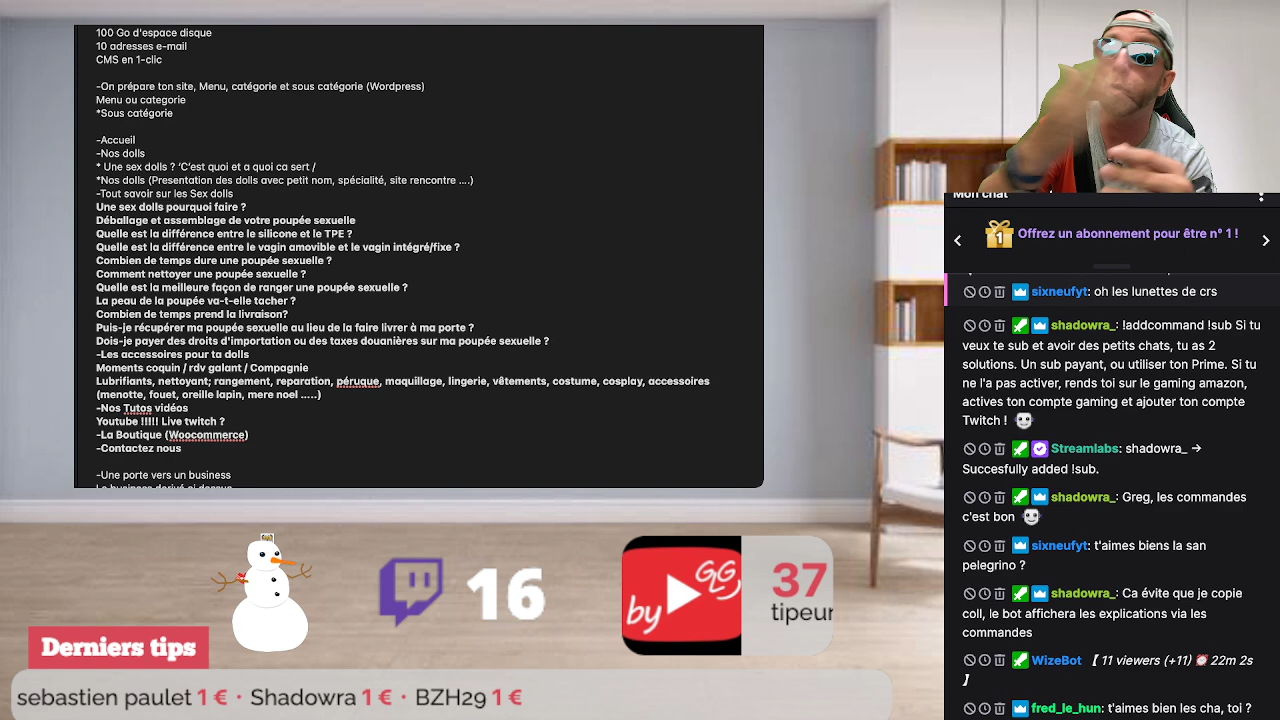 100 Go d'espace disque
10 adresses e-mail
CMS en 1-clic
-On prépare ton site, Menu, catégorie et sous catégorie (Wordpress)
Menu ou categorie
*Sous catégorie
-Accueil
-Nos dolls
* Une sex dolls ? 'C'est quoi et a quoi ca sert /
*Nos dolls (Presentation des dolls avec petit nom, spécialité, site rencontre ....)
-Tout savoir sur les Sex dolls
Une sex dolls pourquoi faire ?
Déballage et assemblage de votre poupée sexuelle
Quelle est la différence entre le silicone et le TPE ?
Quelle est la différence entre le vagin amovible et le vagin intégré/fixe ?
Combien de temps dure une poupée sexuelle ?
Comment nettoyer une poupée sexuelle ?
Quelle est la meilleure façon de ranger une poupée sexuelle ?
La peau de la poupée va-t-elle tacher ?
Combien de temps prend la livraison?
Puis-je récupérer ma poupée sexuelle au lieu de la faire livrer à ma porte ?
Dois-je payer des droits d'importation ou des taxes douanières sur ma poupée sexuelle ?
-Les accessoires pour ta dolls
Moments coquin / rdv galant / Compagnie
Lubrifiants, nettoyant; rangement, reparation, péruque, maquillage, lingerie, vêtements, costume, cosplay, accessoires
(menotte, fouet, oreille lapin, mere noel .....)
-Nos Tutos vidéos
Youtube !!!!! Live twitch ?
-La Boutique (Woocommerce)
-Contactez nous
-Une porte vers un business
Mon chat
Offrez un abonnement pour être n° 1 !
1
sixneufyt: oh les lunettes de crs
shadowra_: !addcommand !sub Si tu
veux te sub et avoir des petits chats, tu as 2
solutions. Un sub payant, ou utiliser ton Prime. Si tu
ne l'a pas activer, rends toi sur le gaming amazon,
actives ton compte gaming et ajouter ton compte
Twitch !
Streamlabs: shadowra_ →
Succesfully added !sub.
shadowra_: Greg, les commandes
c'est bon
sixneufyt: t'aimes biens la san
pelegrino ?
shadowra_: Ca évite que je copie
coll, le bot affichera les explications via les
commandes
WizeBot 【 11 viewers (+11) ⏰ 22m 2s
】
fred_le_hun: t'aimes bien les cha, toi ?
16
by GLG
37
tipeur
Derniers tips
sebastien paulet 1 € · Shadowra 1 € · BZH29 1 €